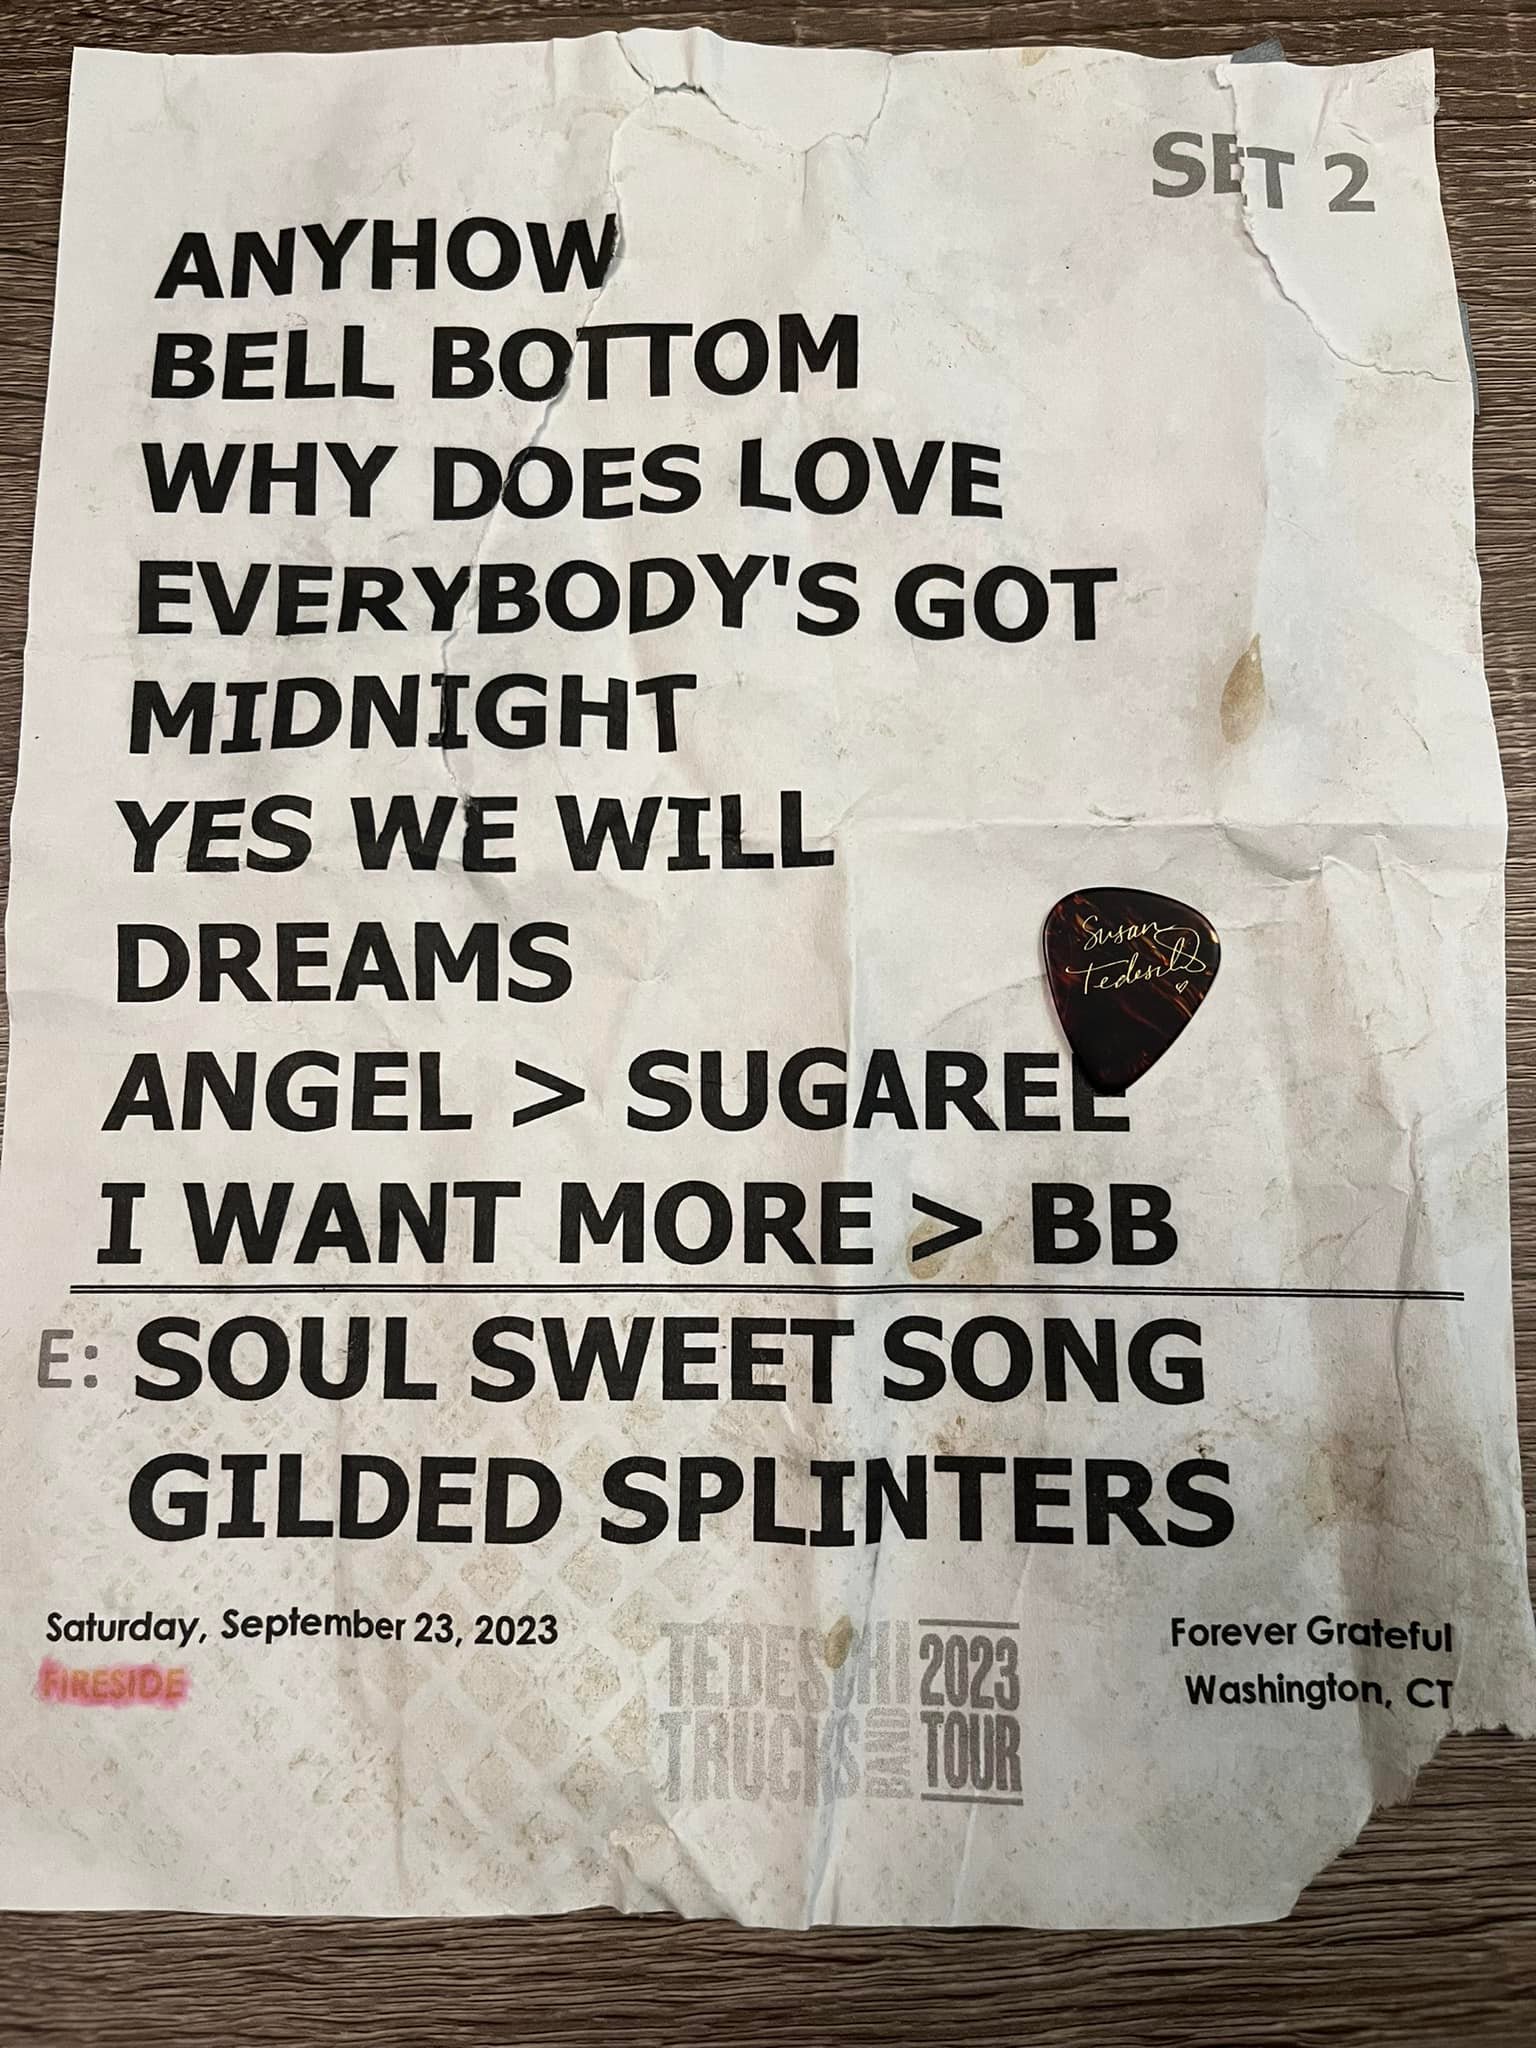 SET 2
ANYHOW
BELL BOTTOM
WHY DOES LOVE
EVERYBODY'S GOT
MIDNIGHT
YES WE WILL
DREAMS
Susan
Tedeschi
ANGEL > SUGAREE
I WANT MORE > BB
E: SOUL SWEET SONG
GILDED SPLINTERS
Saturday, September 23, 2023
FIRESIDE
TEDESCHI
TRUCKS BAND
2023
TOUR
Forever Grateful
Washington, CT